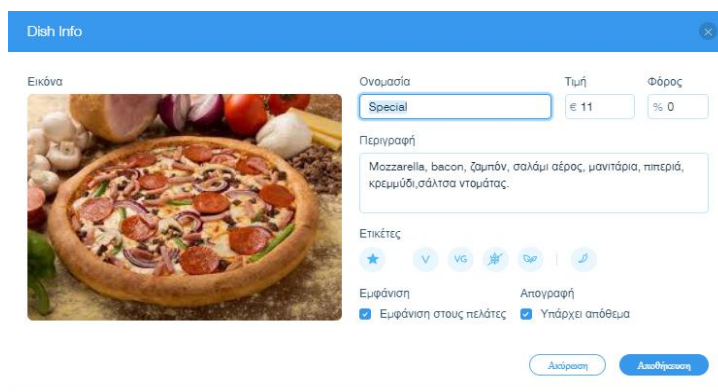 Dish Info
Εικόνα
Ονομασία
Τιμή
Φόρος
Special
€ 11
% 0
Περιγραφή
Mozzarella, bacon, ζαμπόν, σαλάμι αέρος, μανιτάρια, πιπεριά,
κρεμμύδι,σάλτσα ντομάτας.
Ετικέτες
V
VG
Εμφάνιση
Απογραφή
Εμφάνιση στους πελάτες
Υπάρχει απόθεμα
Ακύρωση
Αποθήκευση